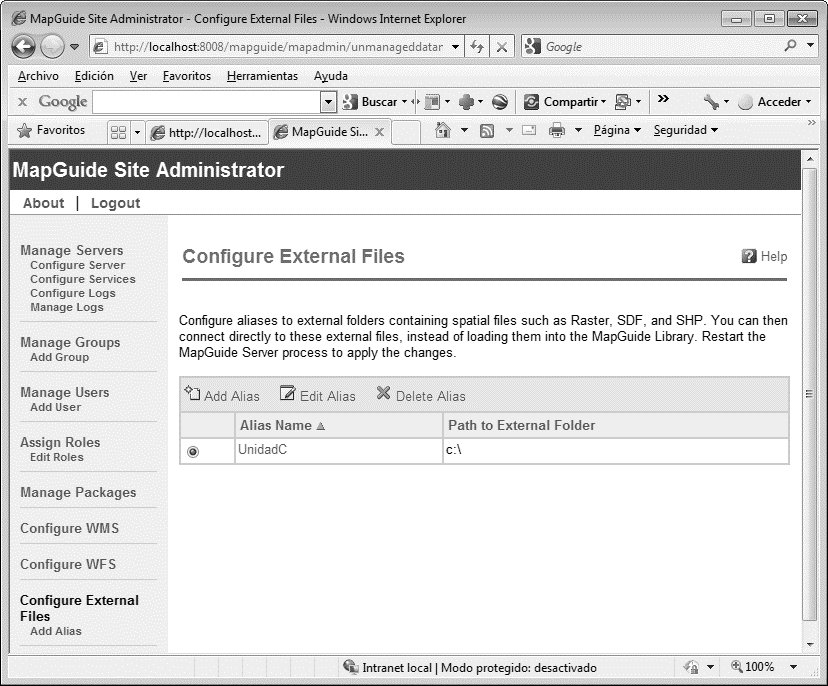 MapGuide Site Administrator - Configure External Files - Windows Internet Explorer
http://localhost:8008/mapguide/mapadmin/unmanageddatar
Google
Archivo Edición Ver Favoritos Herramientas Ayuda
x Google Buscar Compartir » Acceder
Favoritos http://localhost... MapGuide Si... Página Seguridad »
MapGuide Site Administrator
About | Logout
Manage Servers
Configure Server
Configure Services
Configure Logs
Manage Logs
Manage Groups
Add Group
Manage Users
Add User
Assign Roles
Edit Roles
Manage Packages
Configure WMS
Configure WFS
Configure External
Files
Add Alias
Configure External Files
? Help
Configure aliases to external folders containing spatial files such as Raster, SDF, and SHP. You can then
connect directly to these external files, instead of loading them into the MapGuide Library. Restart the
MapGuide Server process to apply the changes.
Add Alias Edit Alias Delete Alias
Alias Name Path to External Folder
UnidadC c:\
Intranet local | Modo protegido: desactivado 100%